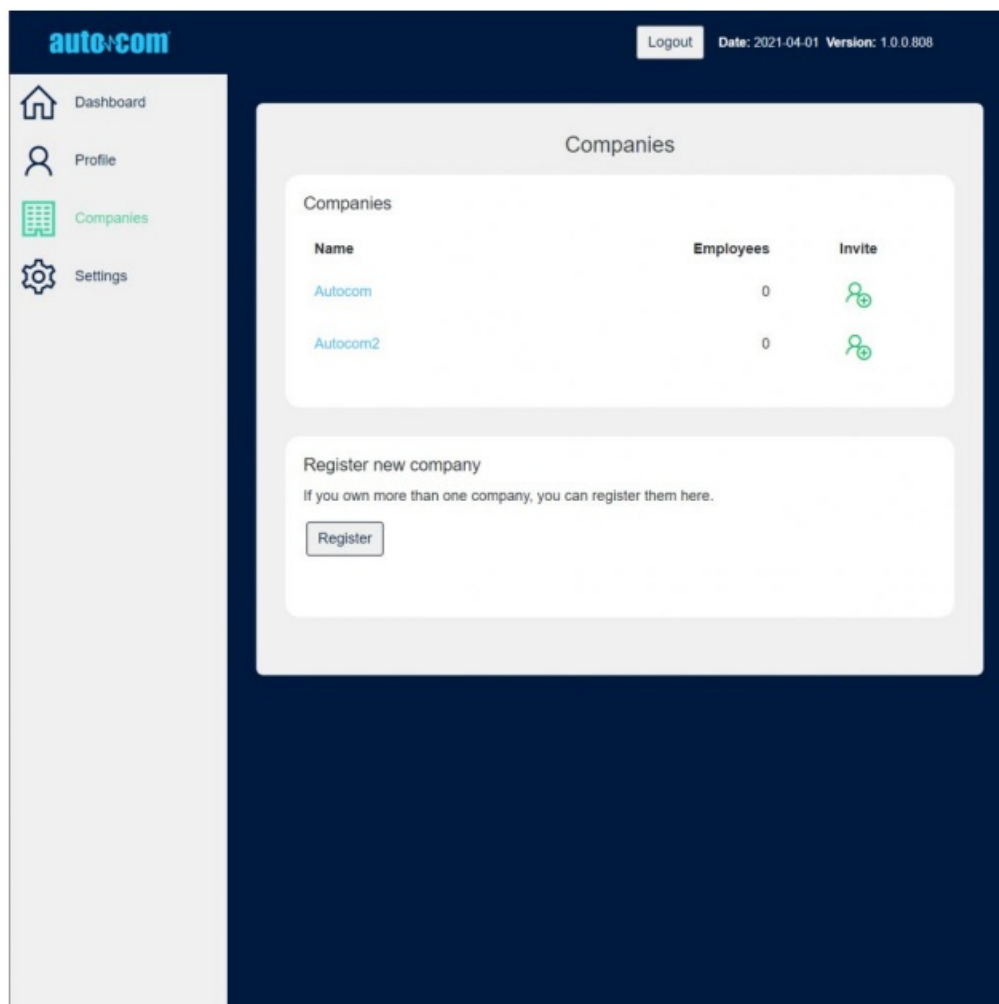 autocom
Logout Date: 2021-04-01 Version: 1.0.0.808
Dashboard
Profile
Companies
Settings
Companies
Companies
Name Employees Invite
Autocom 0
Autocom2 0
Register new company
If you own more than one company, you can register them here.
Register